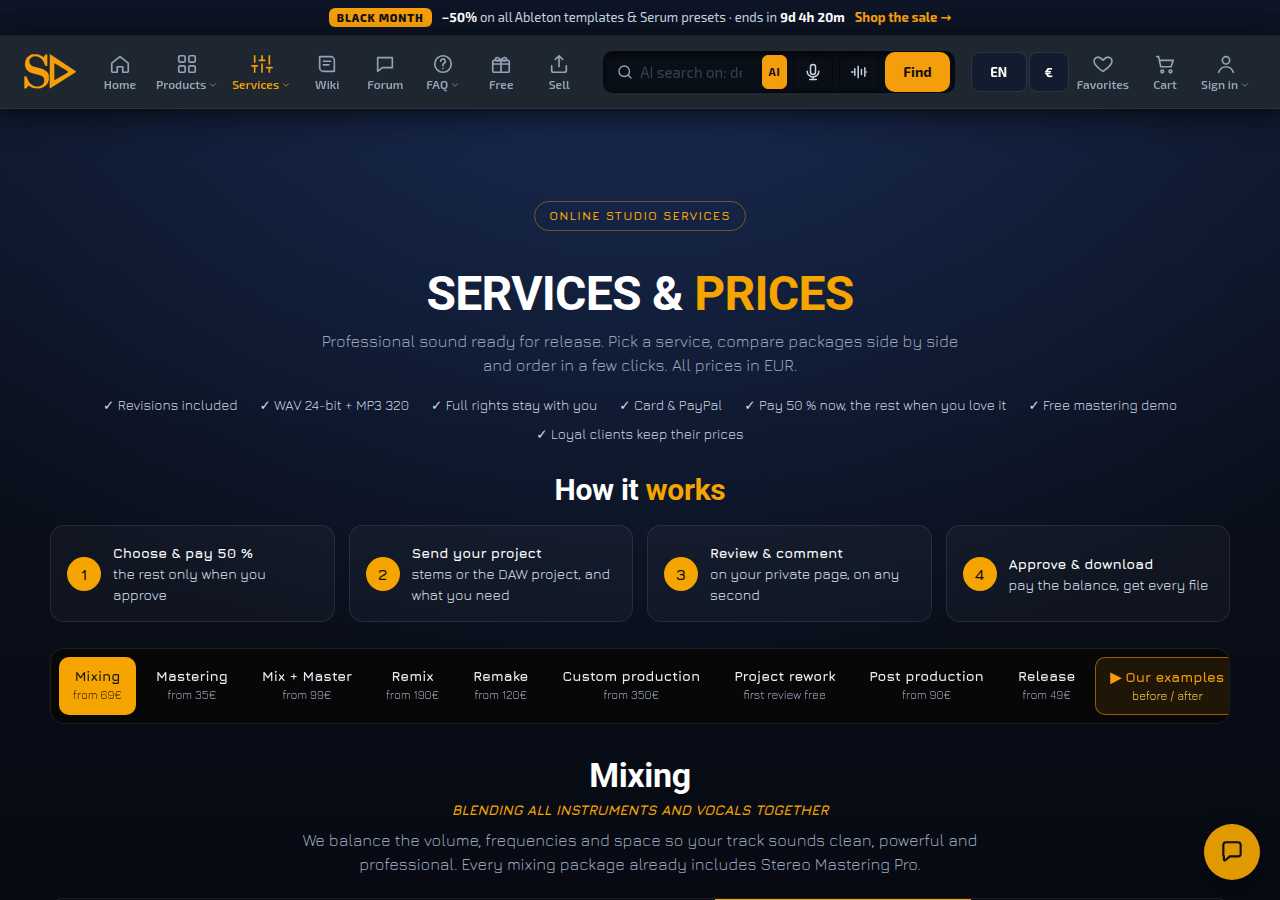 BLACK MONTH −50% on all Ableton templates & Serum presets · ends in 9d 4h 20m Shop the sale →
Home
Products
Services
Wiki
Forum
FAQ
Free
Sell
AI search on: dr
AI
Find
EN
€
Favorites
Cart
Sign in
ONLINE STUDIO SERVICES
SERVICES & PRICES
Professional sound ready for release. Pick a service, compare packages side by side
and order in a few clicks. All prices in EUR.
✓ Revisions included ✓ WAV 24-bit + MP3 320 ✓ Full rights stay with you ✓ Card & PayPal ✓ Pay 50 % now, the rest when you love it ✓ Free mastering demo
✓ Loyal clients keep their prices
How it works
1
Choose & pay 50 %
the rest only when you
approve
2
Send your project
stems or the DAW project, and
what you need
3
Review & comment
on your private page, on any
second
4
Approve & download
pay the balance, get every file
Mixing
from 69€
Mastering
from 35€
Mix + Master
from 99€
Remix
from 190€
Remake
from 120€
Custom production
from 350€
Project rework
first review free
Post production
from 90€
Release
from 49€
▶ Our examples
before / after
Mixing
BLENDING ALL INSTRUMENTS AND VOCALS TOGETHER
We balance the volume, frequencies and space so your track sounds clean, powerful and
professional. Every mixing package already includes Stereo Mastering Pro.